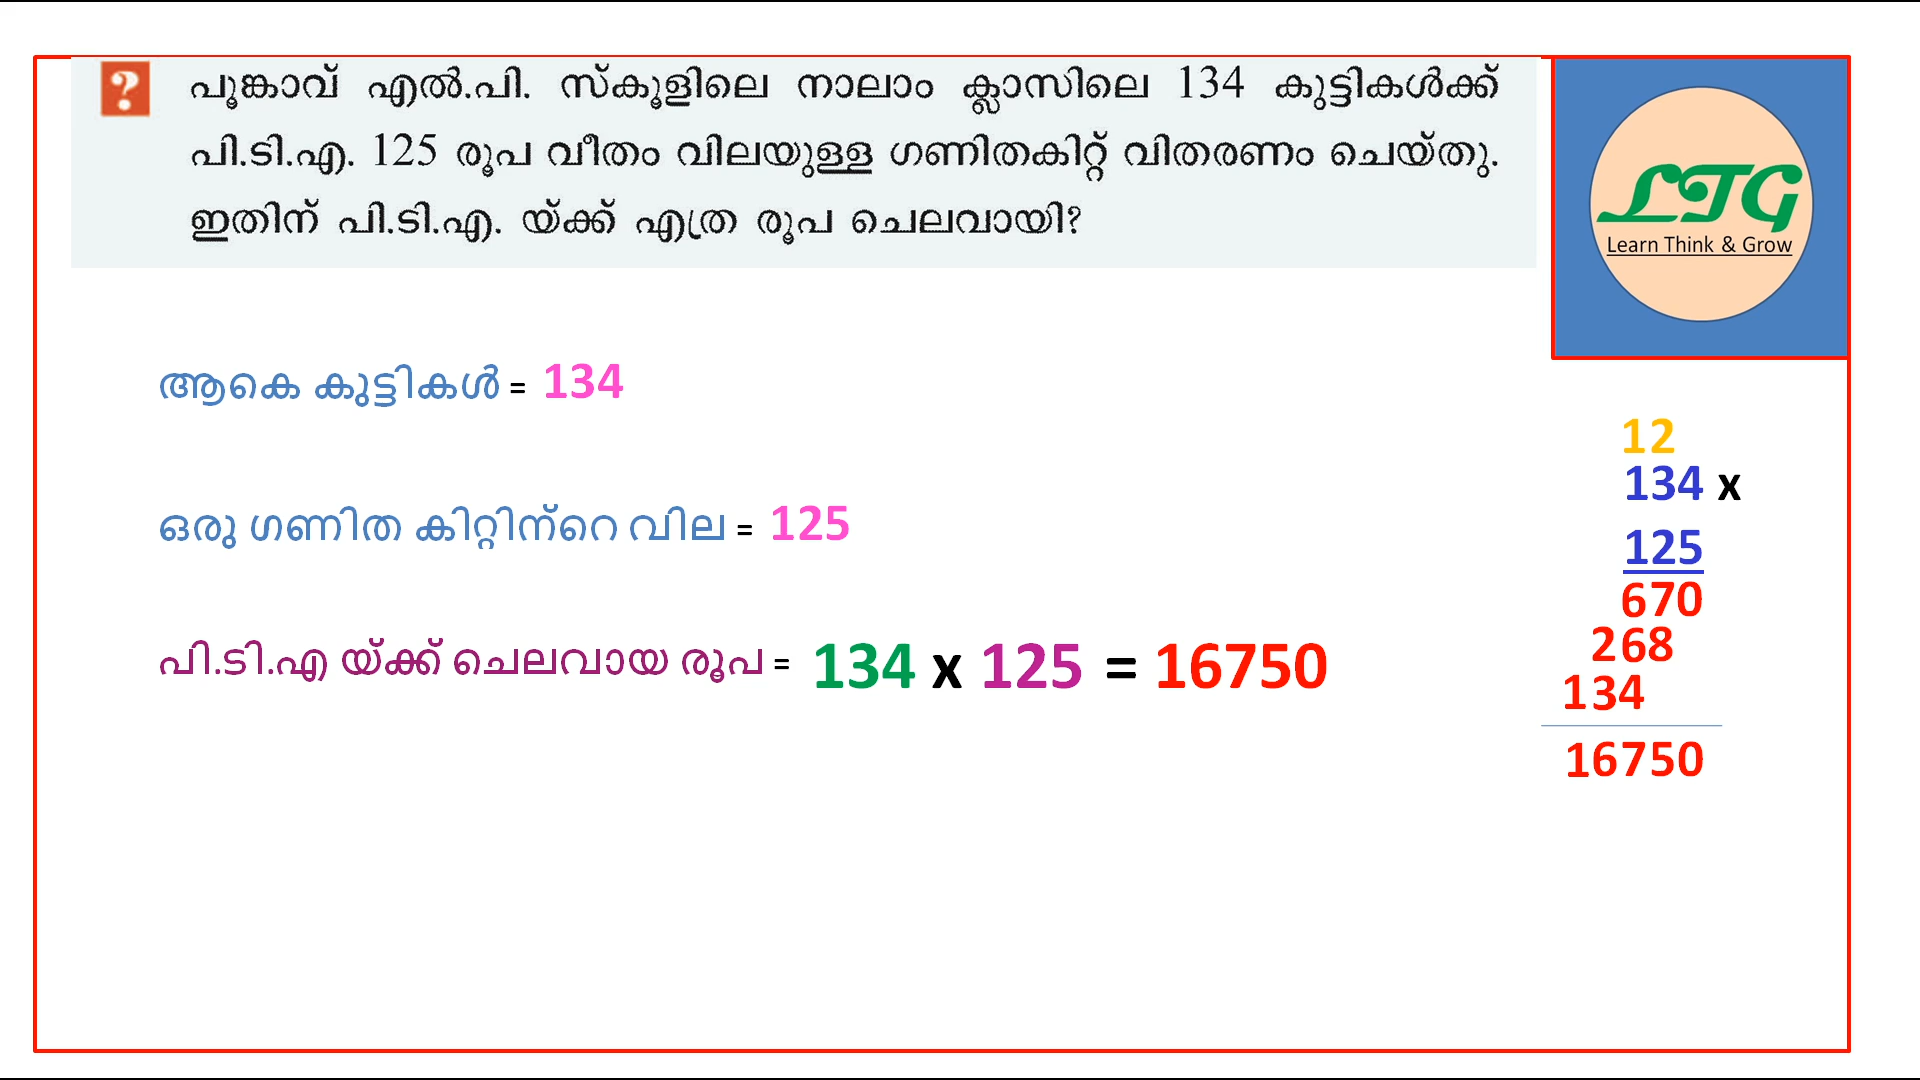 ?
പൂങ്കാവ് എൽ.പി. സ്കൂളിലെ നാലാം ക്ലാസിലെ 134 കുട്ടികൾക്ക്
പി.ടി.എ. 125 രൂപ വീതം വിലയുള്ള ഗണിതകിറ്റ് വിതരണം ചെയ്തു.
ഇതിന് പി.ടി.എ. യ്ക്ക് എത്ര രൂപ ചെലവായി?
LTG
Learn Think & Grow
ആകെ കുട്ടികൾ = 134
ഒരു ഗണിത കിറ്റിന്റെ വില = 125
പി.ടി.എ യ്ക്ക് ചെലവായ രൂപ = 134 x 125 = 16750
12
134 x
125
670
268
134
16750